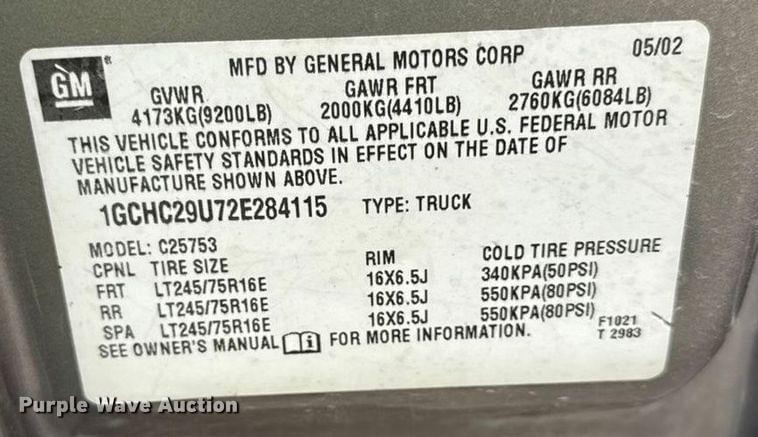 GM ®
MFD BY GENERAL MOTORS CORP 05/02
GVWR GAWR FRT GAWR RR
4173KG(9200LB) 2000KG(4410LB) 2760KG(6084LB)
THIS VEHICLE CONFORMS TO ALL APPLICABLE U.S. FEDERAL MOTOR
VEHICLE SAFETY STANDARDS IN EFFECT ON THE DATE OF
MANUFACTURE SHOWN ABOVE.
1GCHC29U72E284115 TYPE: TRUCK
MODEL: C25753
CPNL TIRE SIZE RIM COLD TIRE PRESSURE
FRT LT245/75R16E 16X6.5J 340KPA(50PSI)
RR LT245/75R16E 16X6.5J 550KPA(80PSI)
SPA LT245/75R16E 16X6.5J 550KPA(80PSI)
SEE OWNER'S MANUAL i FOR MORE INFORMATION.
F1021
T 2983
Purple Wave Auction